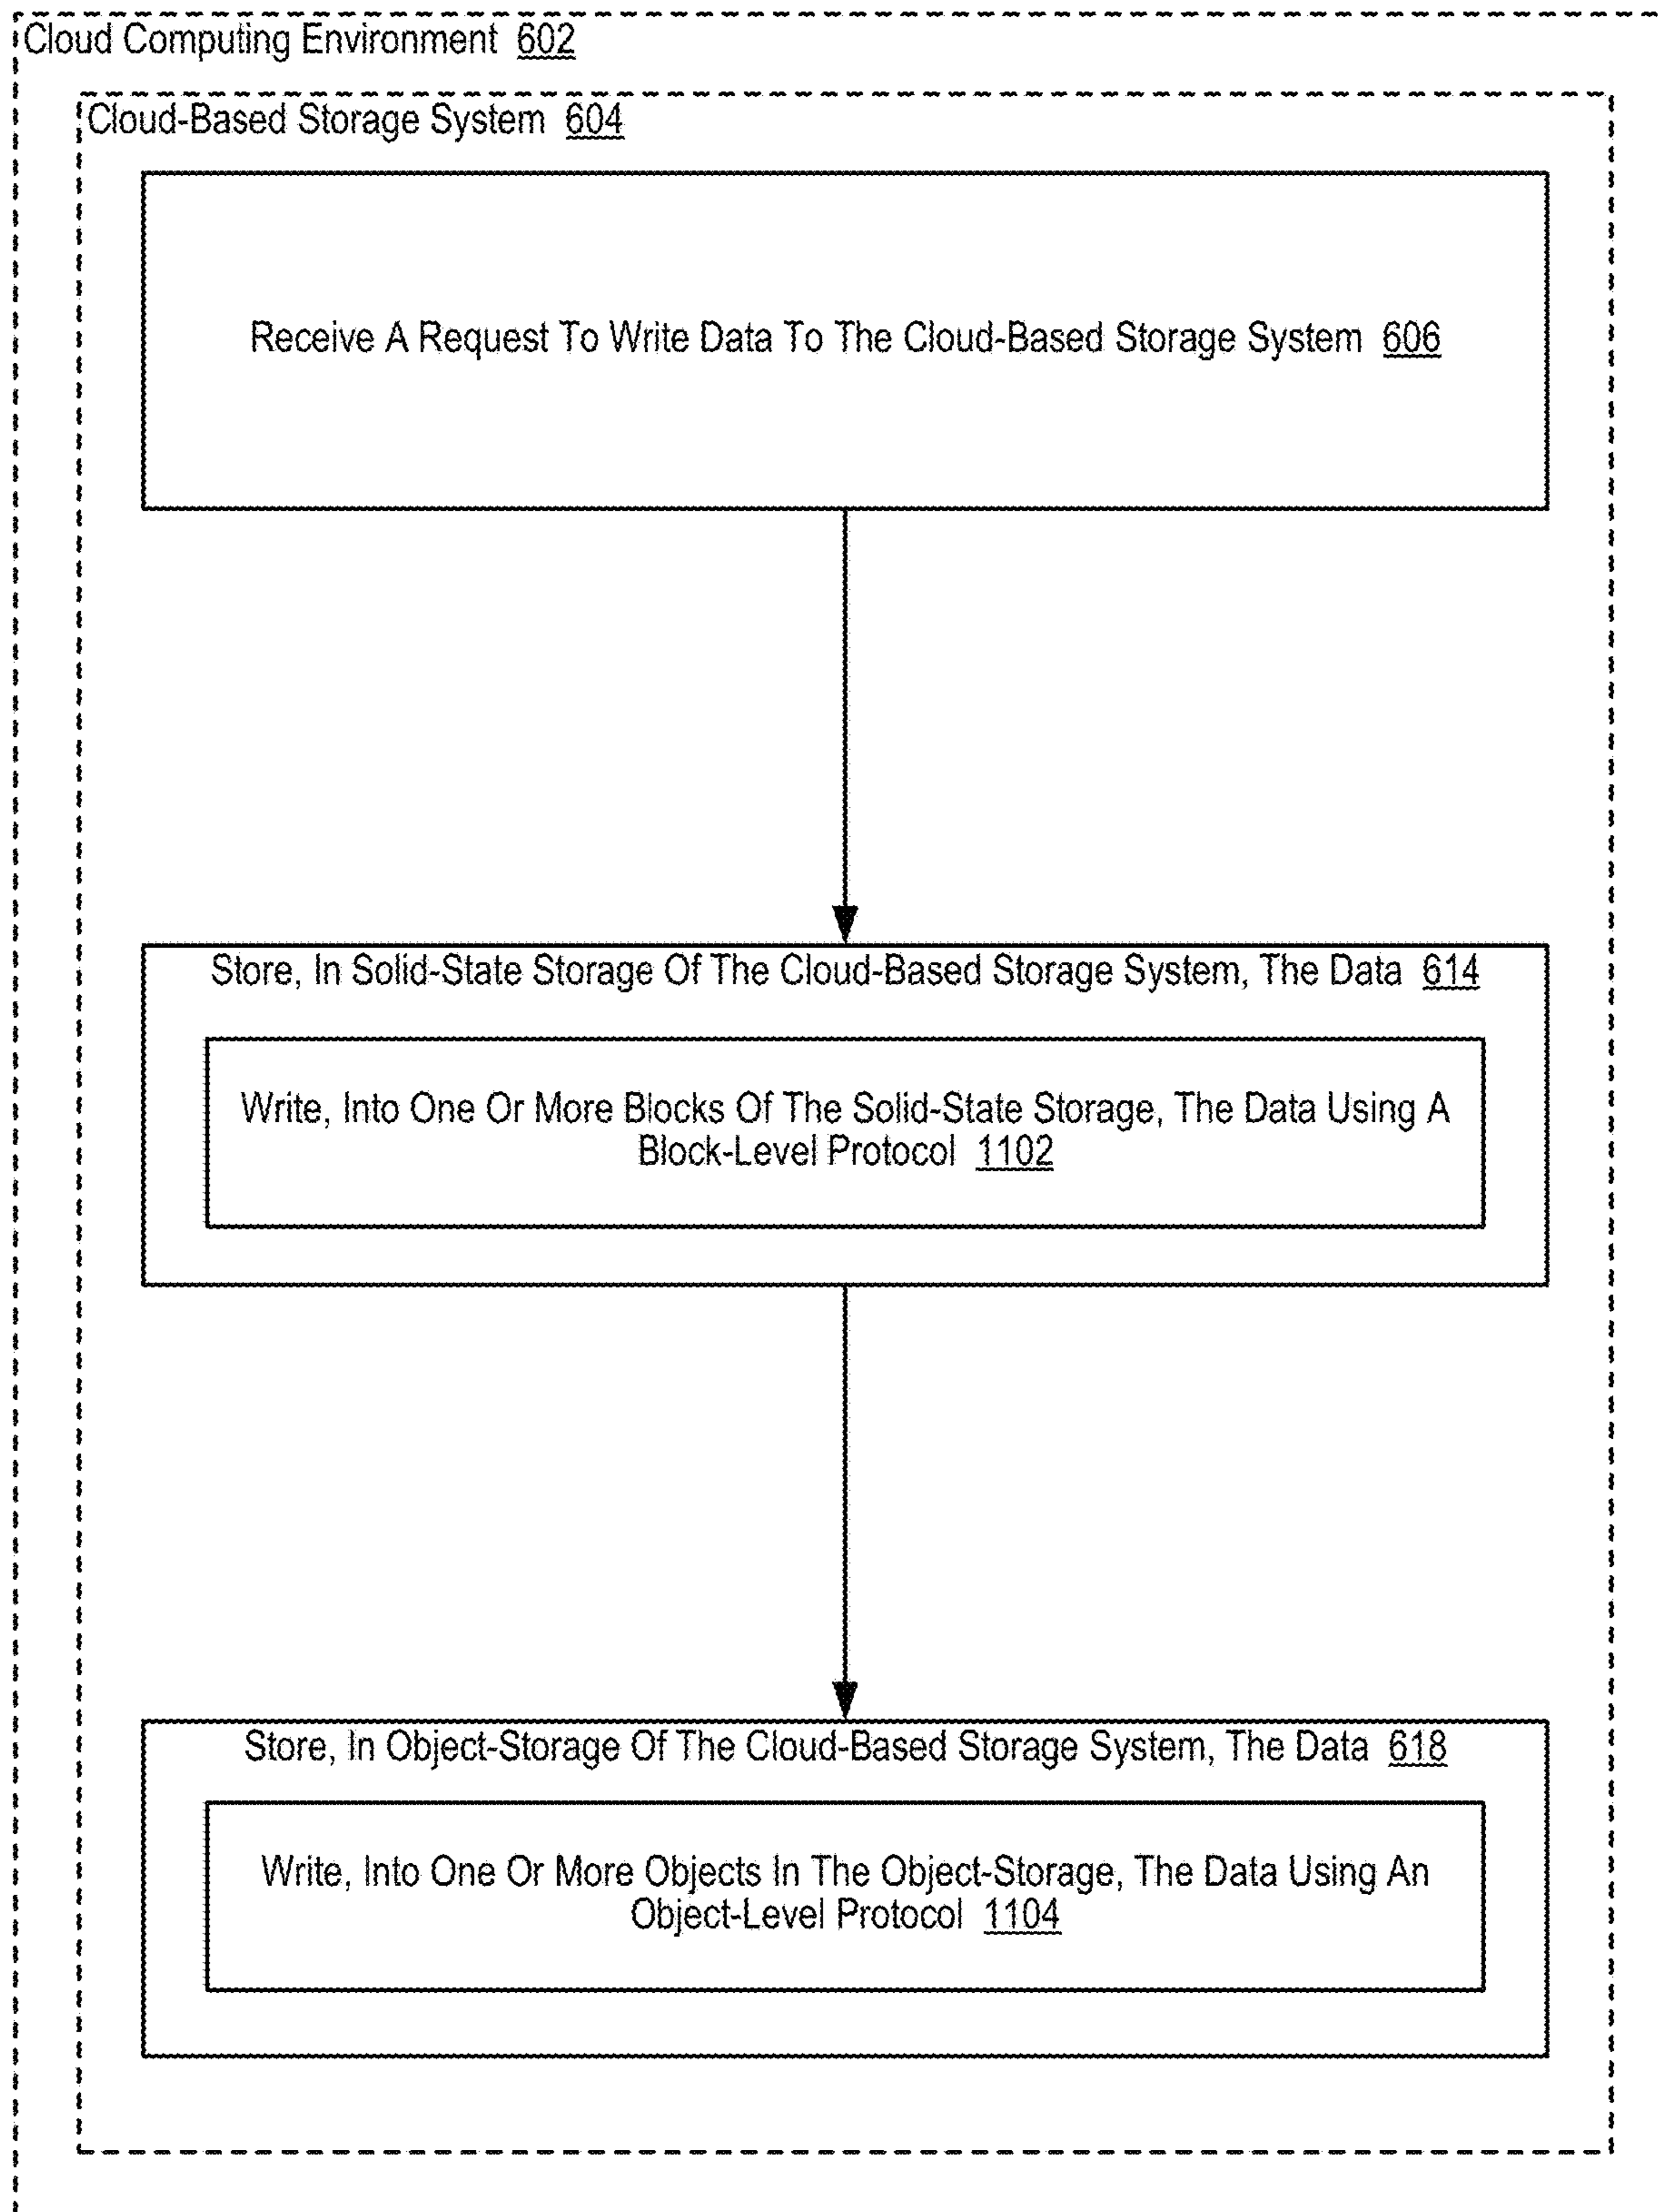 Cloud Computing Environment 602
Cloud-Based Storage System 604
Receive A Request To Write Data To The Cloud-Based Storage System 606
Store, In Solid-State Storage Of The Cloud-Based Storage System, The Data 614
Write, Into One Or More Blocks Of The Solid-State Storage, The Data Using A
Block-Level Protocol 1102
Store, In Object-Storage Of The Cloud-Based Storage System, The Data 618
Write, Into One Or More Objects In The Object-Storage, The Data Using An
Object-Level Protocol 1104